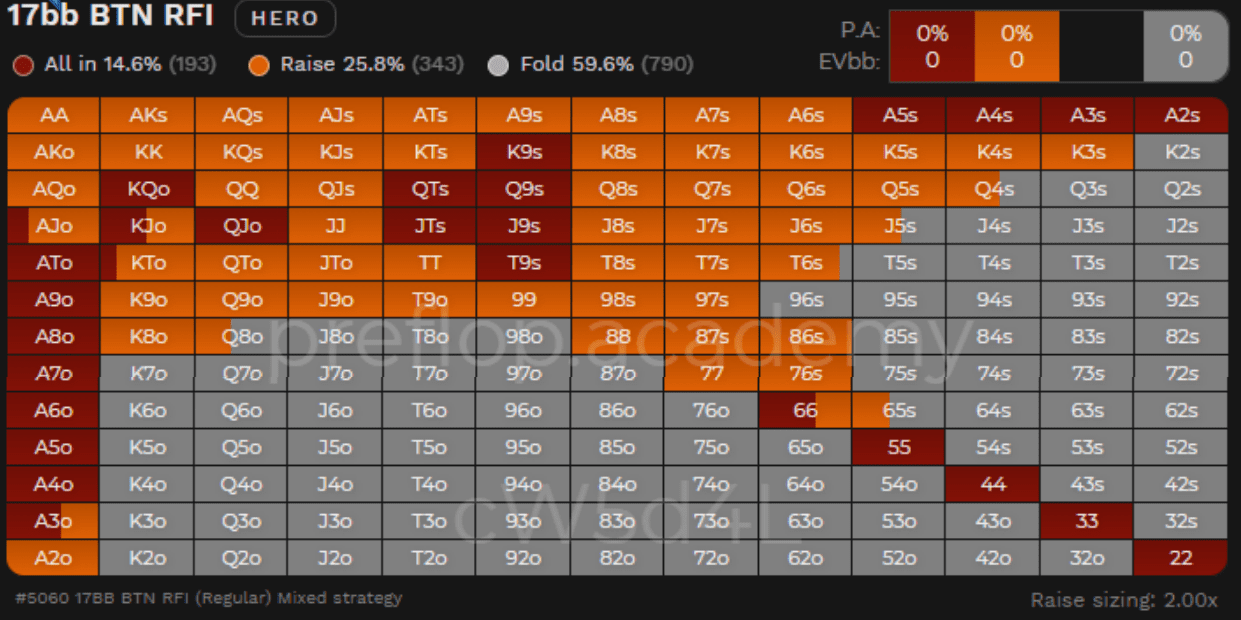 17bb BTN RFI HERO
P.A: 0% 0% 0%
All in 14.6% (193) Raise 25.8% (343) Fold 59.6% (790)
EVbb: 0 0 0
AA AKs AQs AJs ATs A9s A8s A7s A6s A5s A4s A3s A2s
AKo KK KQs KJs KTs K9s K8s K7s K6s K5s K4s K3s K2s
AQo KQo QQ QJs QTs Q9s Q8s Q7s Q6s Q5s Q4s Q3s Q2s
AJo KJo QJo JJ JTs J9s J8s J7s J6s J5s J4s J3s J2s
ATo KTo QTo JTo TT T9s T8s T7s T6s T5s T4s T3s T2s
A9o K9o Q9o J9o T9o 99 98s 97s 96s 95s 94s 93s 92s
A8o K8o Q8o J8o T8o 98o 88 87s 86s 85s 84s 83s 82s
preflop.academy
A7o K7o Q7o J7o T7o 97o 87o 77 76s 75s 74s 73s 72s
A6o K6o Q6o J6o T6o 96o 86o 76o 66 65s 64s 63s 62s
A5o K5o Q5o J5o T5o 95o 85o 75o 65o 55 54s 53s 52s
A4o K4o Q4o J4o T4o 94o 84o 74o 64o 54o 44 43s 42s
A3o K3o Q3o J3o T3o 93o 83o 73o 63o 53o 43o 33 32s
cW5d4L
A2o K2o Q2o J2o T2o 92o 82o 72o 62o 52o 42o 32o 22
#5060 17BB BTN RFI (Regular) Mixed strategy
Raise sizing: 2.00x